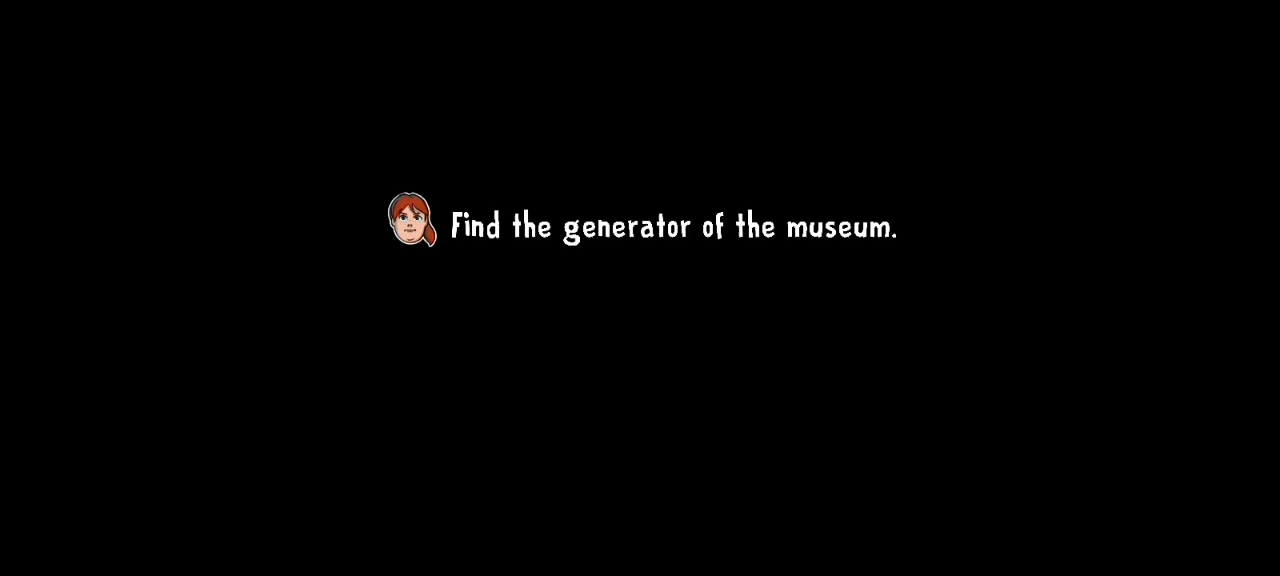 Find the generator of the museum.